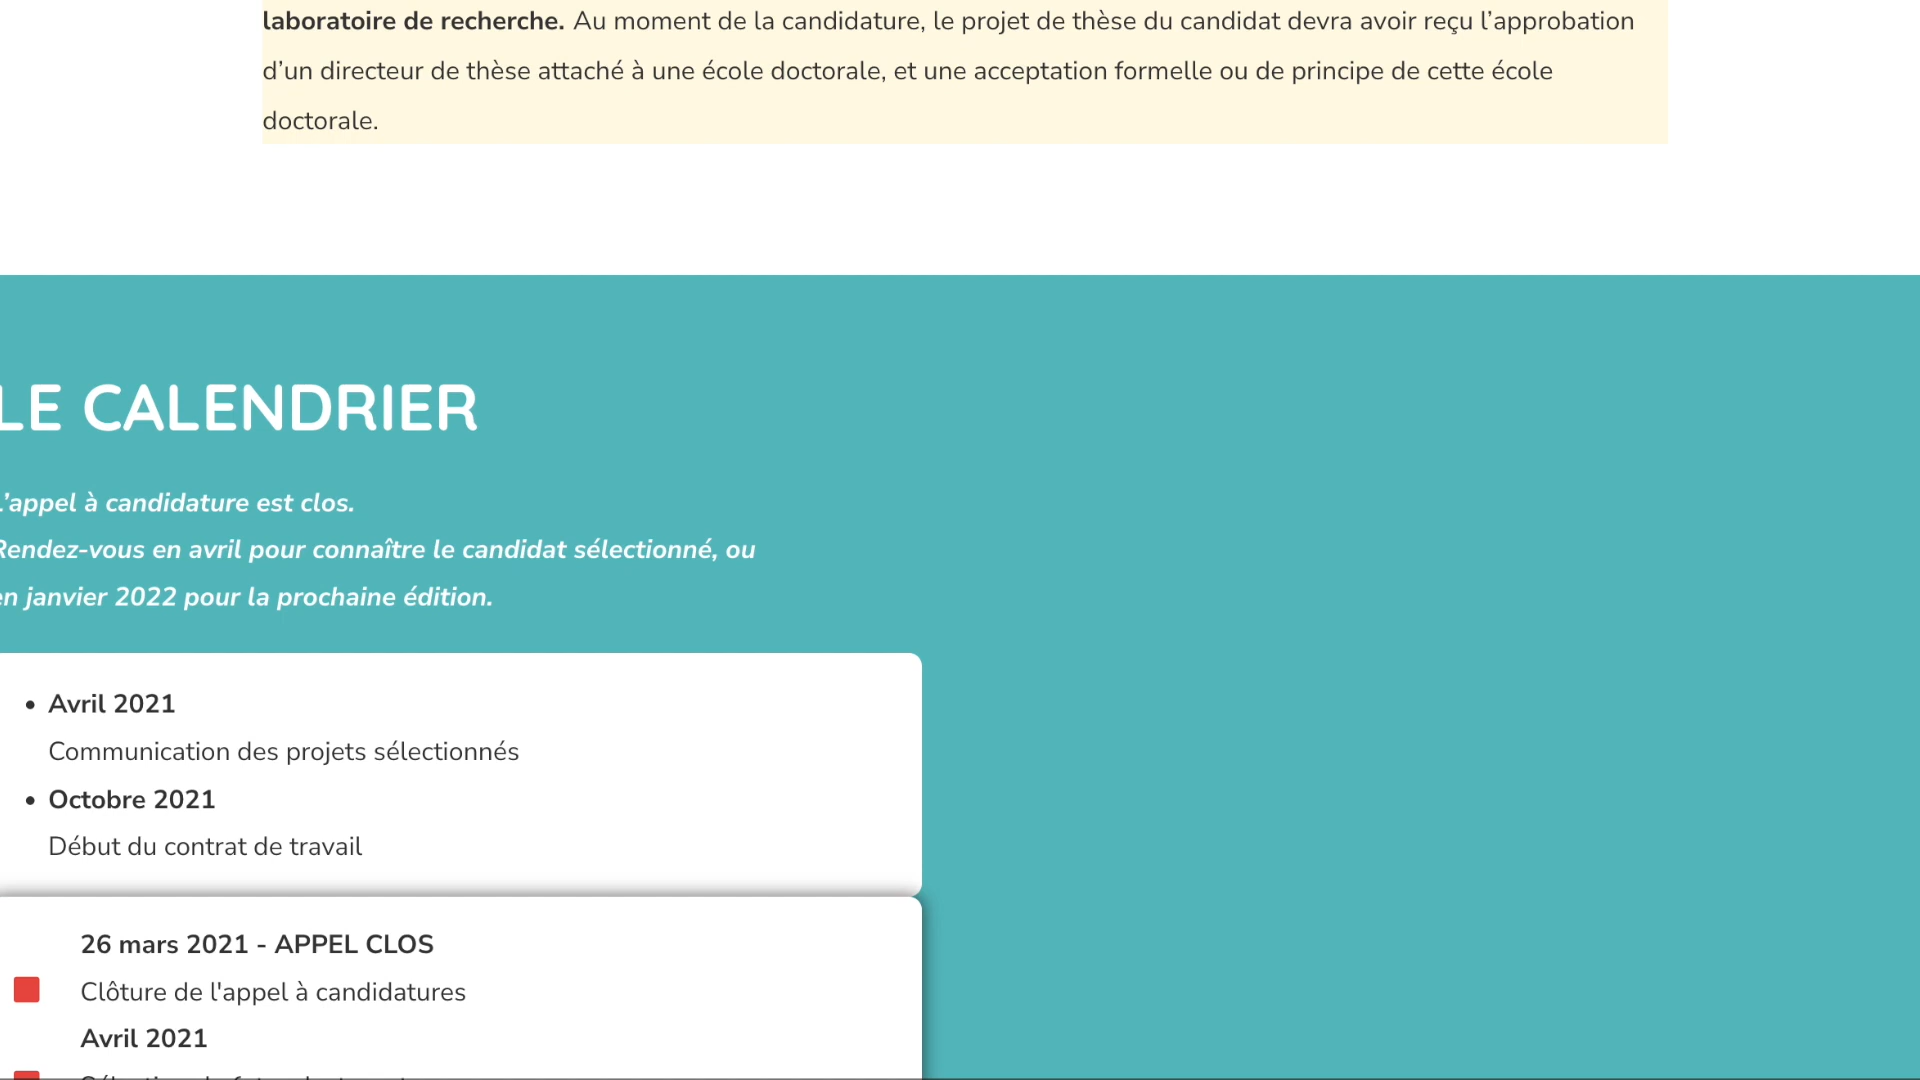 laboratoire de recherche. Au moment de la candidature, le projet de thèse du candidat devra avoir reçu l’approbation
d’un directeur de thèse attaché à une école doctorale, et une acceptation formelle ou de principe de cette école
doctorale.
LE CALENDRIER
L’appel à candidature est clos.
Rendez-vous en avril pour connaître le candidat sélectionné, ou
en janvier 2022 pour la prochaine édition.
• Avril 2021
Communication des projets sélectionnés
• Octobre 2021
Début du contrat de travail
26 mars 2021 - APPEL CLOS
Clôture de l'appel à candidatures
Avril 2021